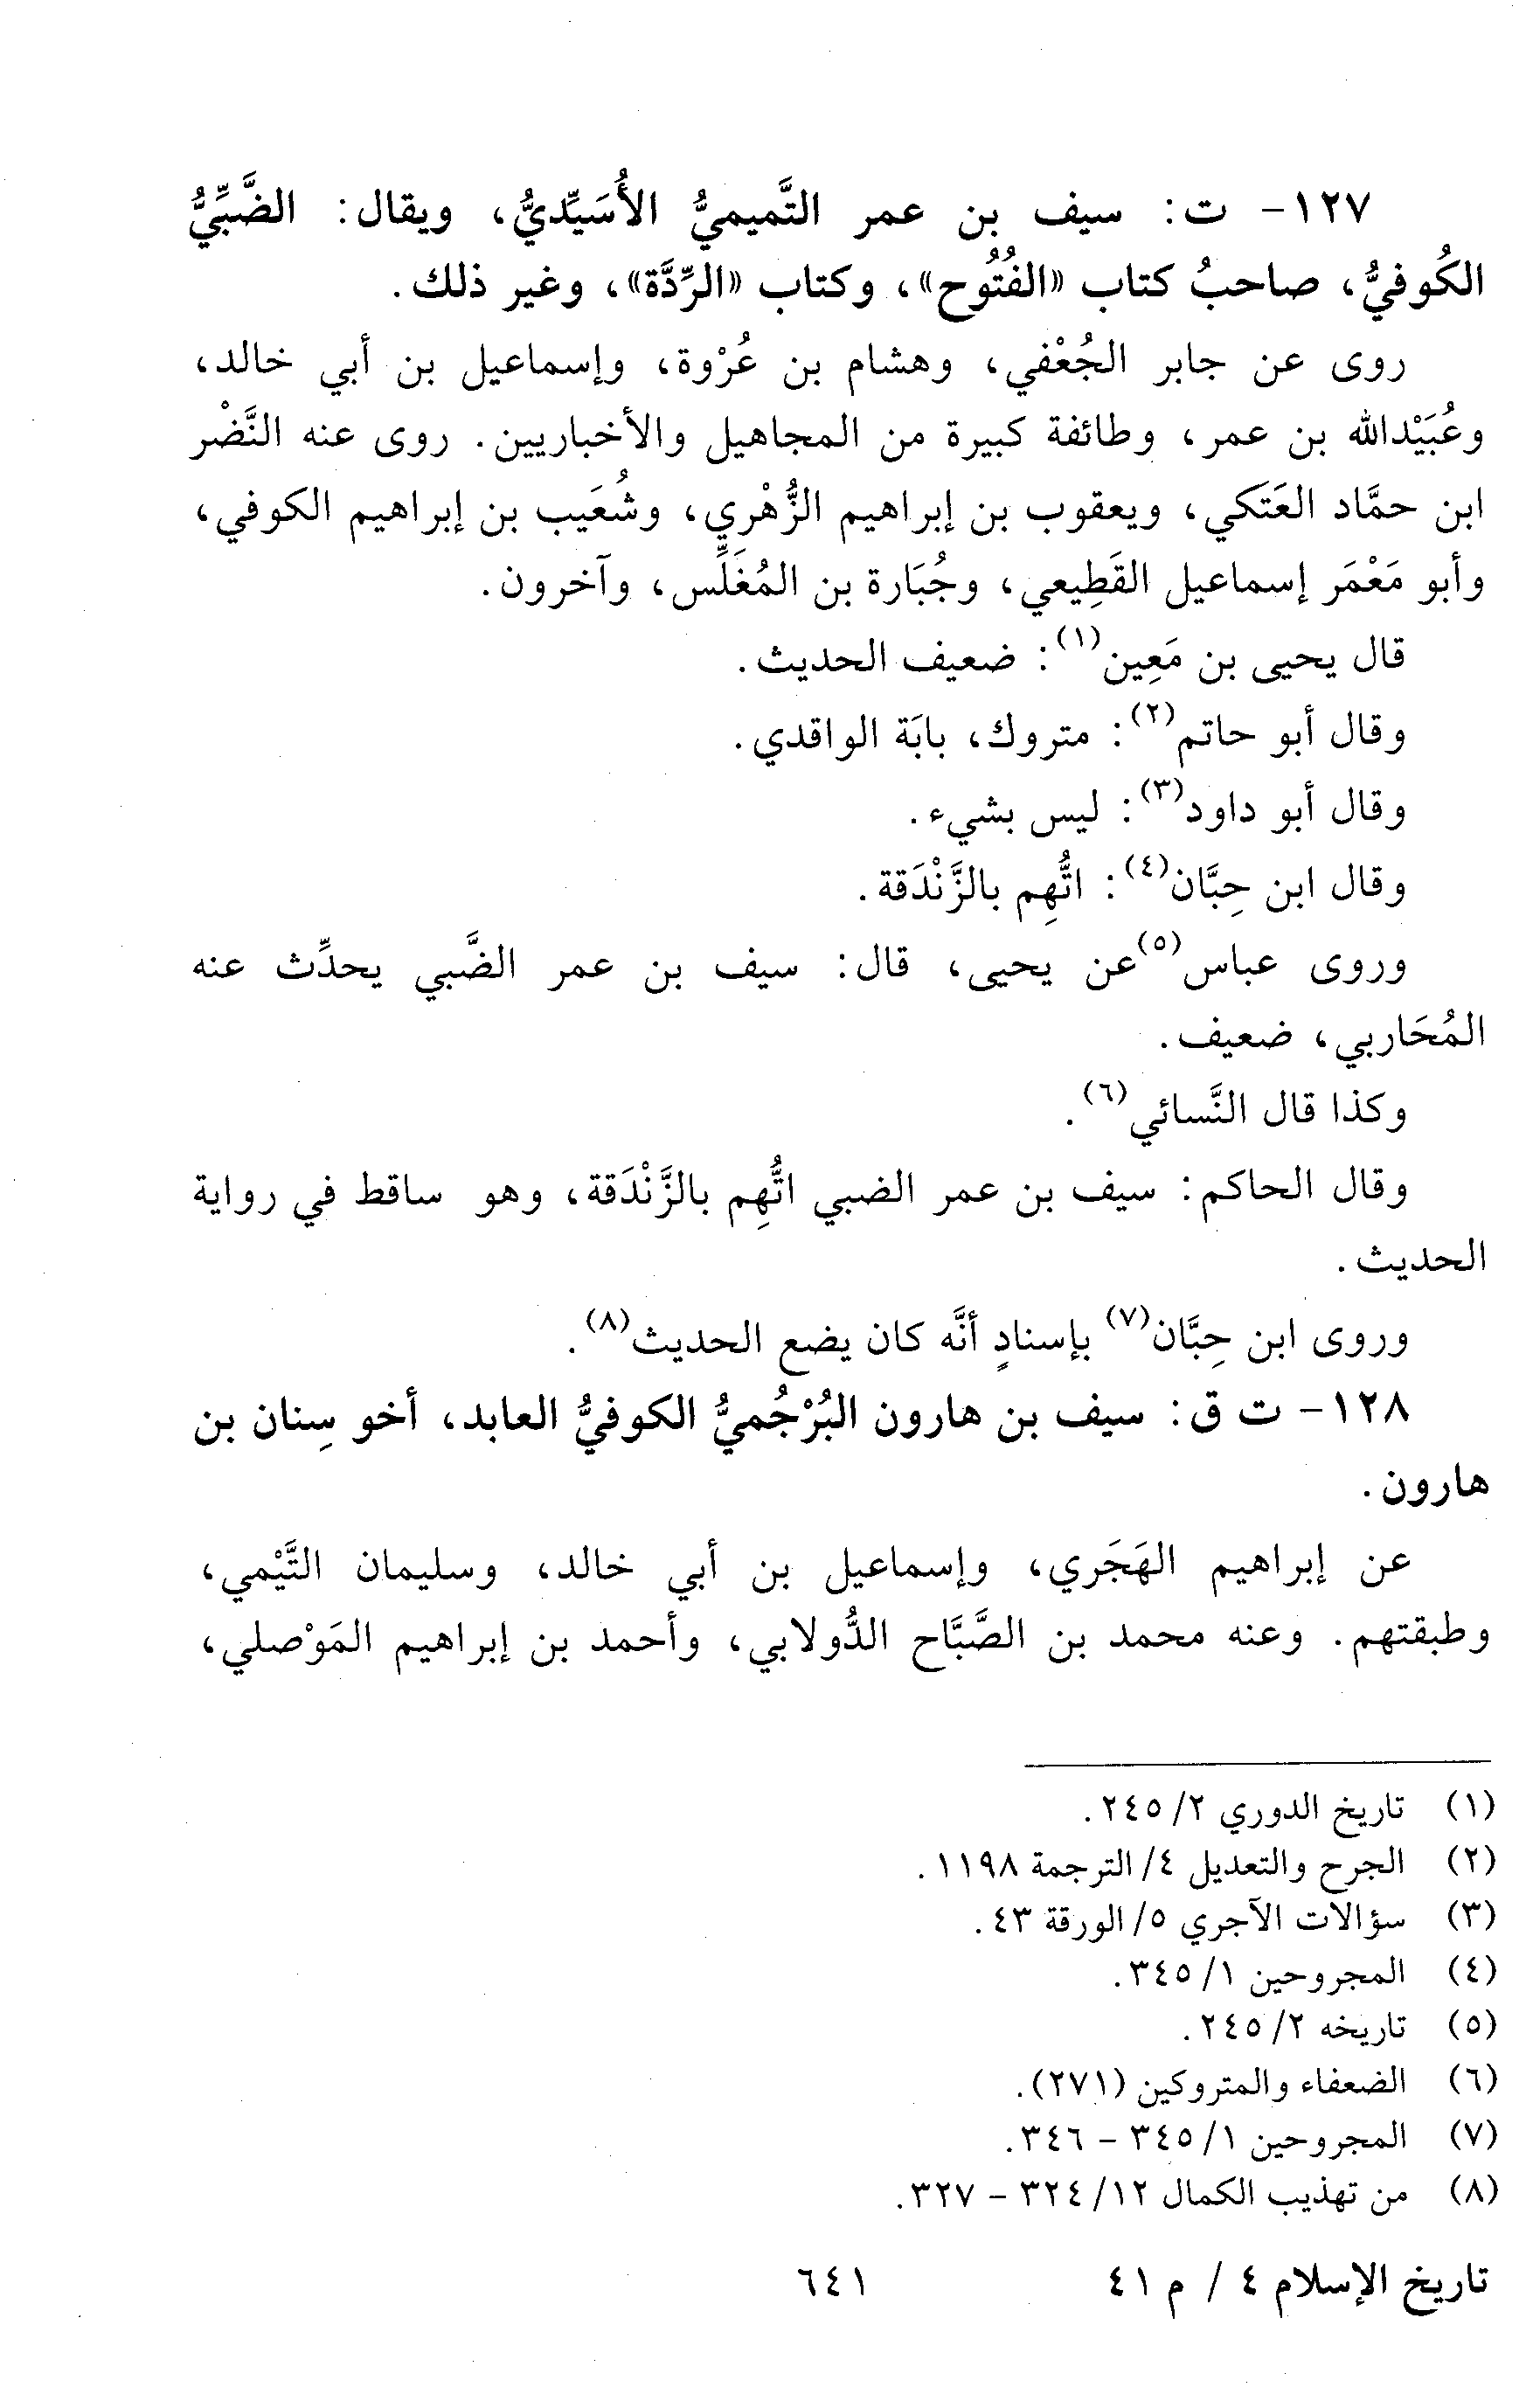 ١٢٧- ت: سيف بن عمر التَّميميُّ الأُسَيِّديُّ، ويقال: الضَّبِّيُّ
الكُوفيُّ، صاحبُ كتاب «الفُتُوح»، وكتاب «الرِّدَّة»، وغير ذلك.
روى عن جابر الجُعْفي، وهشام بن عُرْوة، وإسماعيل بن أبي خالد،
وعُبَيْدالله بن عمر، وطائفة كبيرة من المجاهيل والأخباريين. روى عنه النَّضْر
ابن حمَّاد العَتَكي، ويعقوب بن إبراهيم الزُّهْري، وشُعَيب بن إبراهيم الكوفي،
وأبو مَعْمَر إسماعيل القَطِيعي، وجُبَارة بن المُغَلِّس، وآخرون.
قال يحيى بن مَعِين(١): ضعيف الحديث.
وقال أبو حاتم(٢): متروك، بابَة الواقدي.
وقال أبو داود(٣): ليس بشيء.
وقال ابن حِبَّان(٤): اتُّهِم بالزَّنْدَقة.
وروى عباس(٥)عن يحيى، قال: سيف بن عمر الضَّبي يحدِّث عنه
المُحَاربي، ضعيف.
وكذا قال النَّسائي(٦).
وقال الحاكم: سيف بن عمر الضبي اتُّهِم بالزَّنْدَقة، وهو ساقط في رواية
الحديث.
وروى ابن حِبَّان(٧) بإسنادٍ أنَّه كان يضع الحديث(٨).
١٢٨- ت ق: سيف بن هارون البُرْجُميُّ الكوفيُّ العابد، أخو سِنان بن
هارون.
عن إبراهيم الهَجَري، وإسماعيل بن أبي خالد، وسليمان التَّيْمي،
وطبقتهم. وعنه محمد بن الصَّبَّاح الدُّولابي، وأحمد بن إبراهيم المَوْصلي،
(١) تاريخ الدوري ٢/ ٢٤٥.
(٢) الجرح والتعديل ٤/ الترجمة ١١٩٨.
(٣) سؤالات الآجري ٥/ الورقة ٤٣.
(٤) المجروحين ١/ ٣٤٥.
(٥) تاريخه ٢/ ٢٤٥.
(٦) الضعفاء والمتروكين (٢٧١).
(٧) المجروحين ١/ ٣٤٥ - ٣٤٦.
(٨) من تهذيب الكمال ١٢/ ٣٢٤ - ٣٢٧.
تاريخ الإسلام ٤ / م ٤١ ٦٤١